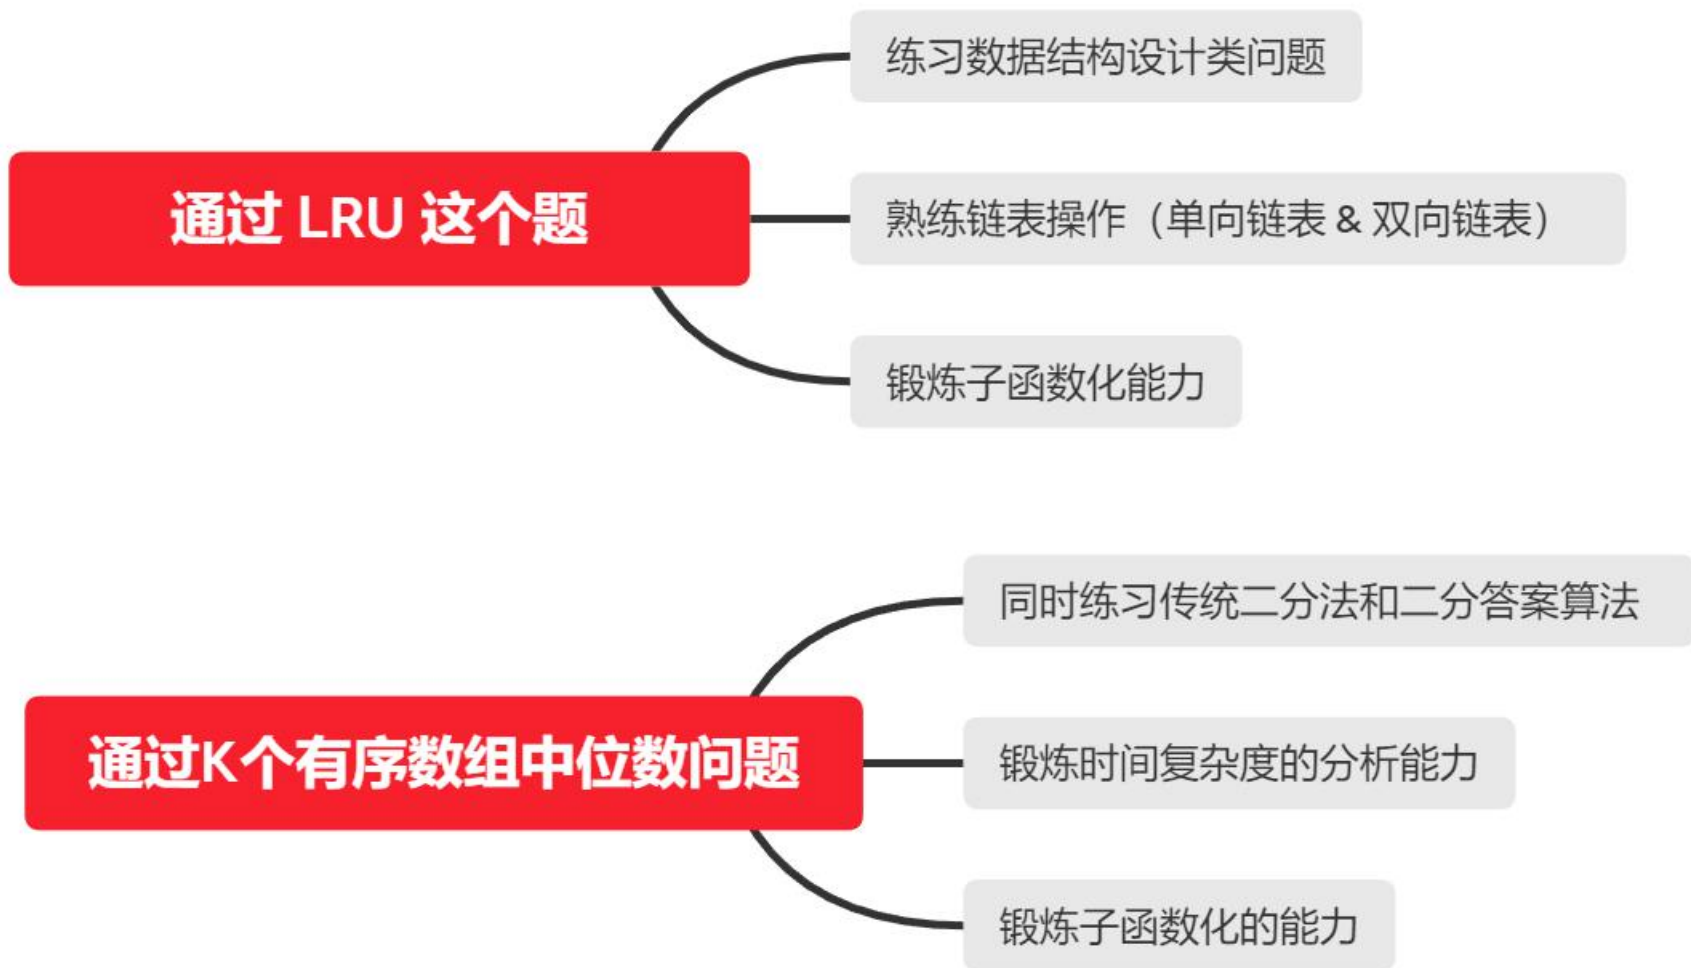 练习数据结构设计类问题
通过 LRU 这个题
熟练链表操作（单向链表 & 双向链表）
锻炼子函数化能力
同时练习传统二分法和二分答案算法
通过K个有序数组中位数问题
锻炼时间复杂度的分析能力
锻炼子函数化的能力